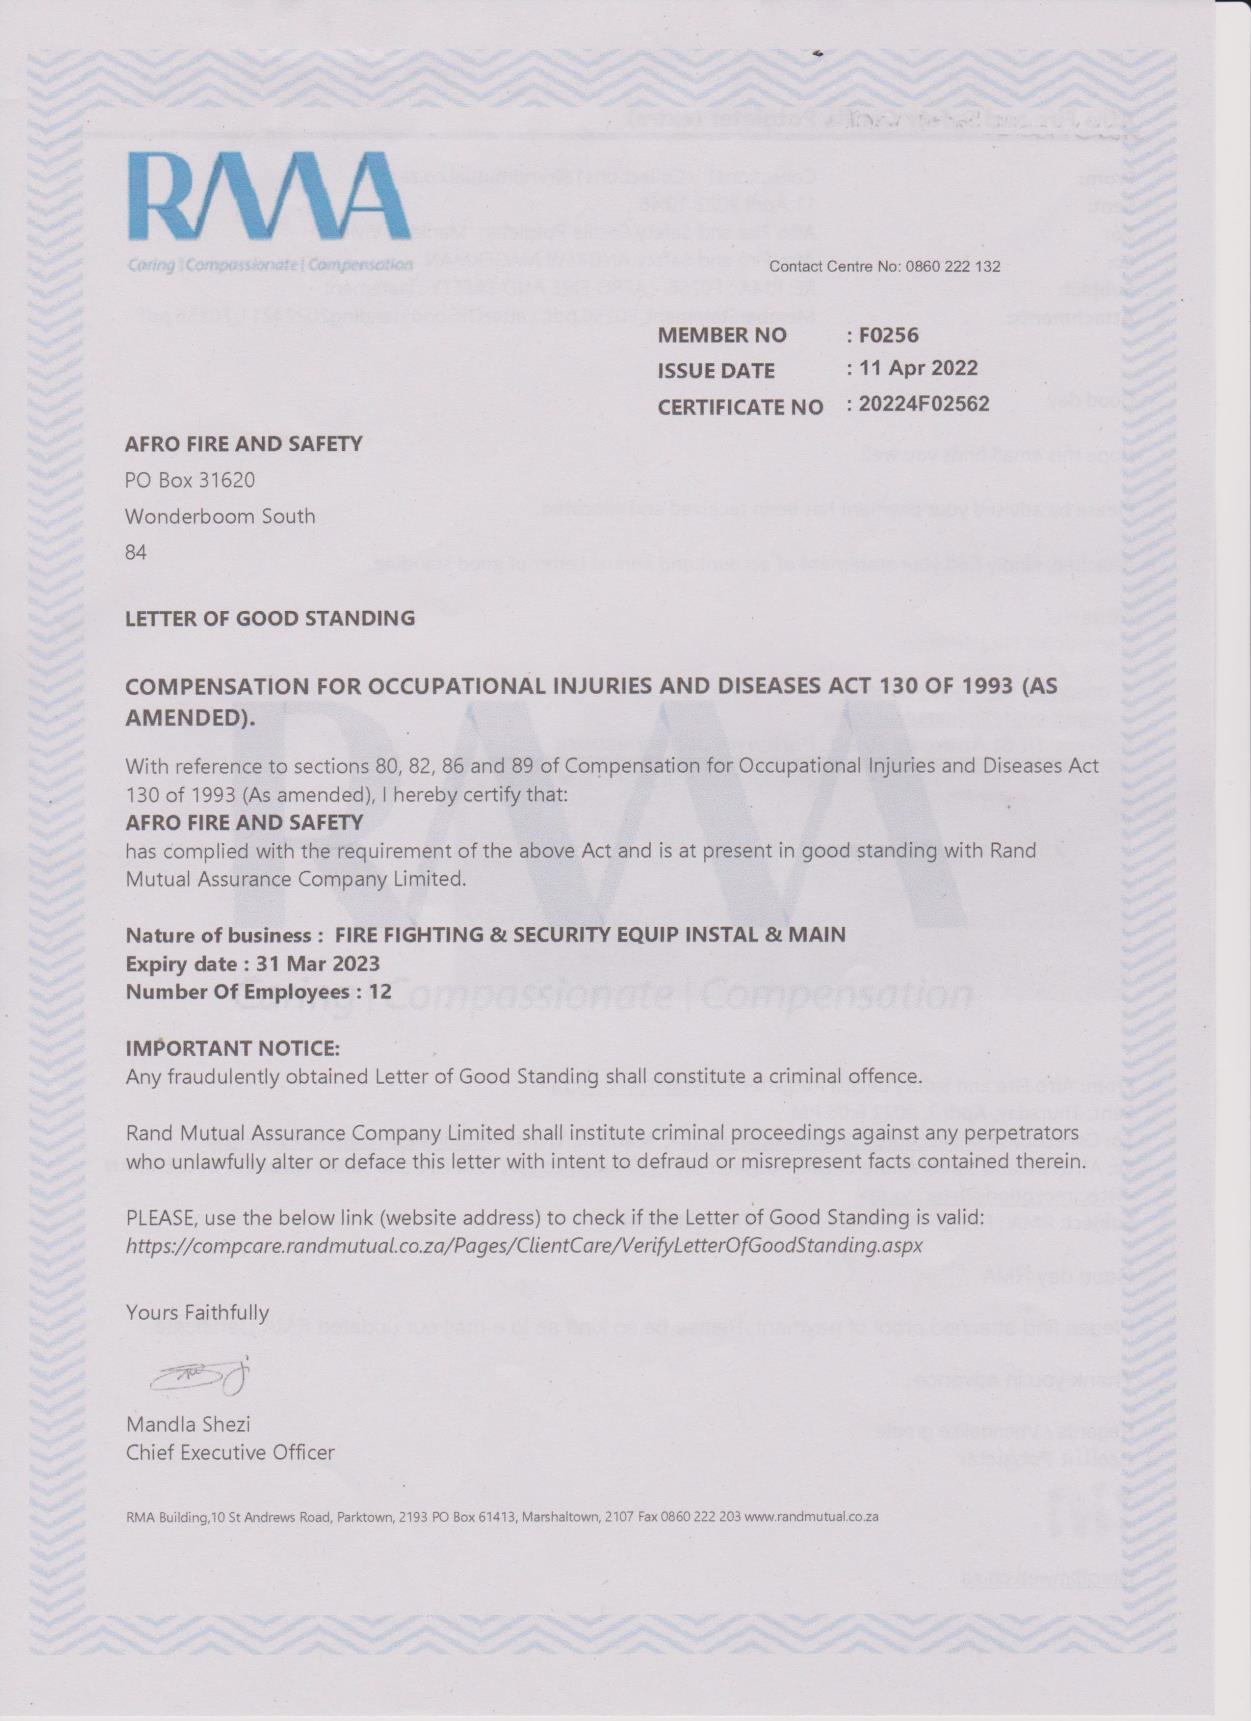 RMA
Caring | Compassionate | Compensation
Contact Centre No: 0860 222 132
MEMBER NO : F0256
ISSUE DATE : 11 Apr 2022
CERTIFICATE NO : 20224F02562
AFRO FIRE AND SAFETY
PO Box 31620
Wonderboom South
84
LETTER OF GOOD STANDING
COMPENSATION FOR OCCUPATIONAL INJURIES AND DISEASES ACT 130 OF 1993 (AS
AMENDED).
With reference to sections 80, 82, 86 and 89 of Compensation for Occupational Injuries and Diseases Act
130 of 1993 (As amended), I hereby certify that:
AFRO FIRE AND SAFETY
has complied with the requirement of the above Act and is at present in good standing with Rand
Mutual Assurance Company Limited.
RMA
Nature of business : FIRE FIGHTING & SECURITY EQUIP INSTAL & MAIN
Expiry date : 31 Mar 2023
Number Of Employees : 12
Caring | Compassionate | Compensation
IMPORTANT NOTICE:
Any fraudulently obtained Letter of Good Standing shall constitute a criminal offence.
Rand Mutual Assurance Company Limited shall institute criminal proceedings against any perpetrators
who unlawfully alter or deface this letter with intent to defraud or misrepresent facts contained therein.
PLEASE, use the below link (website address) to check if the Letter of Good Standing is valid:
https://compcare.randmutual.co.za/Pages/ClientCare/VerifyLetterOfGoodStanding.aspx
Yours Faithfully
Mandla Shezi
Chief Executive Officer
RMA Building,10 St Andrews Road, Parktown, 2193 PO Box 61413, Marshaltown, 2107 Fax 0860 222 203 www.randmutual.co.za